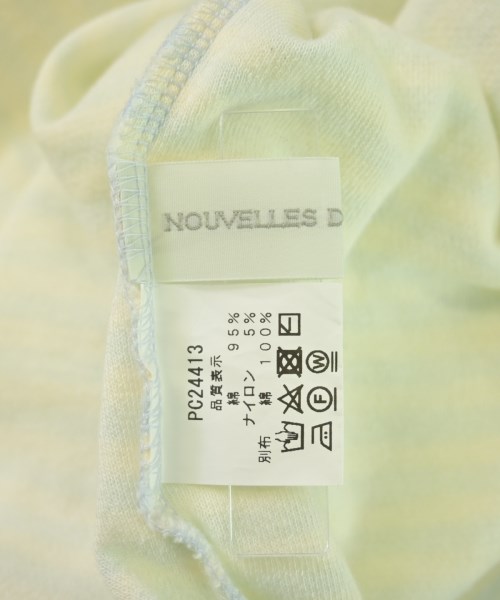 NOUVELLES D
PC24413
品質表示
綿 95%
ナイロン 5%
別布 綿 100%
W
F